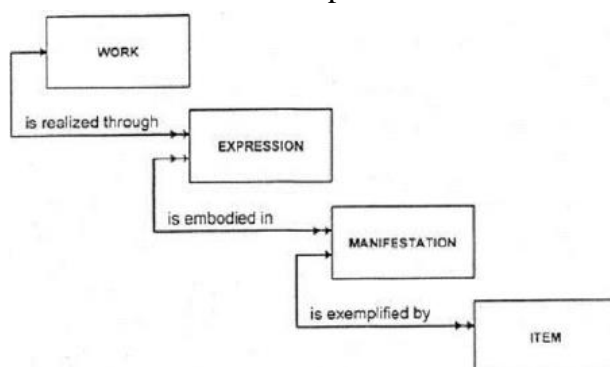 WORK
is realized through
EXPRESSION
is embodied in
MANIFESTATION
is exemplified by
ITEM